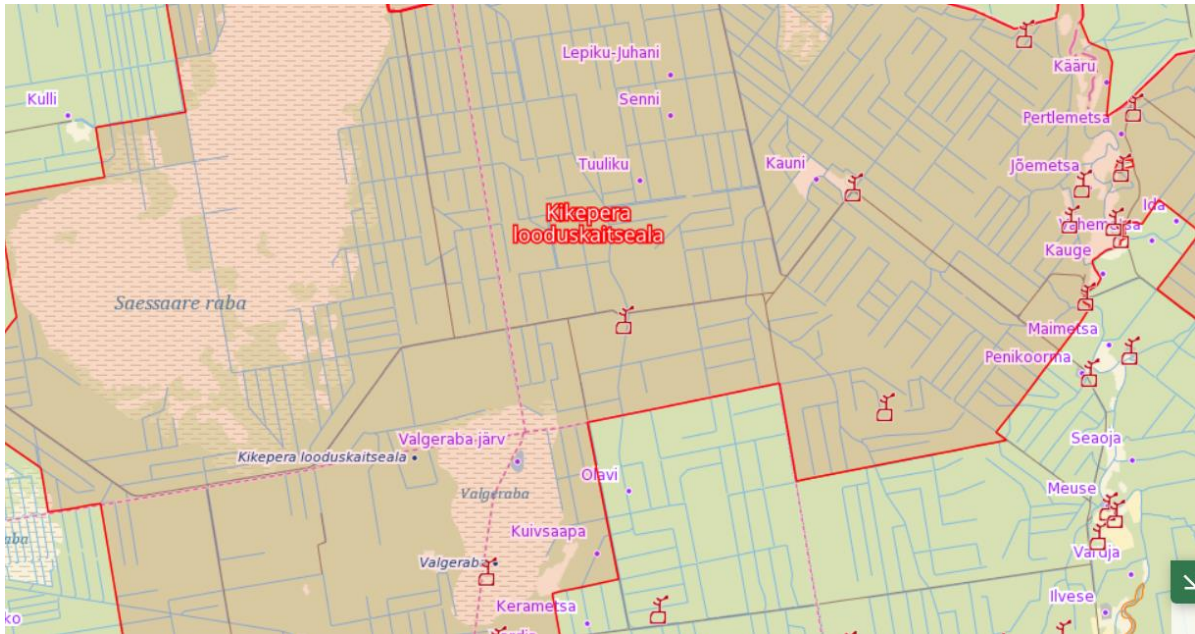 Lepiku-Juhani
Kääru
Kulli
Senni
Pertlemetsa
Tuuliku
Kauni
Jõemetsa
Ida
Kikepera
looduskaitseala
Kauge
Saessaare raba
Maimetsa
Penikoorma
Valgeraba järv
Seaoja
Kikepera looduskaitseala
Olavi
Meuse
Valgeraba
Kuivsaapa
Valgeraba
Kerametsa
Ilvese